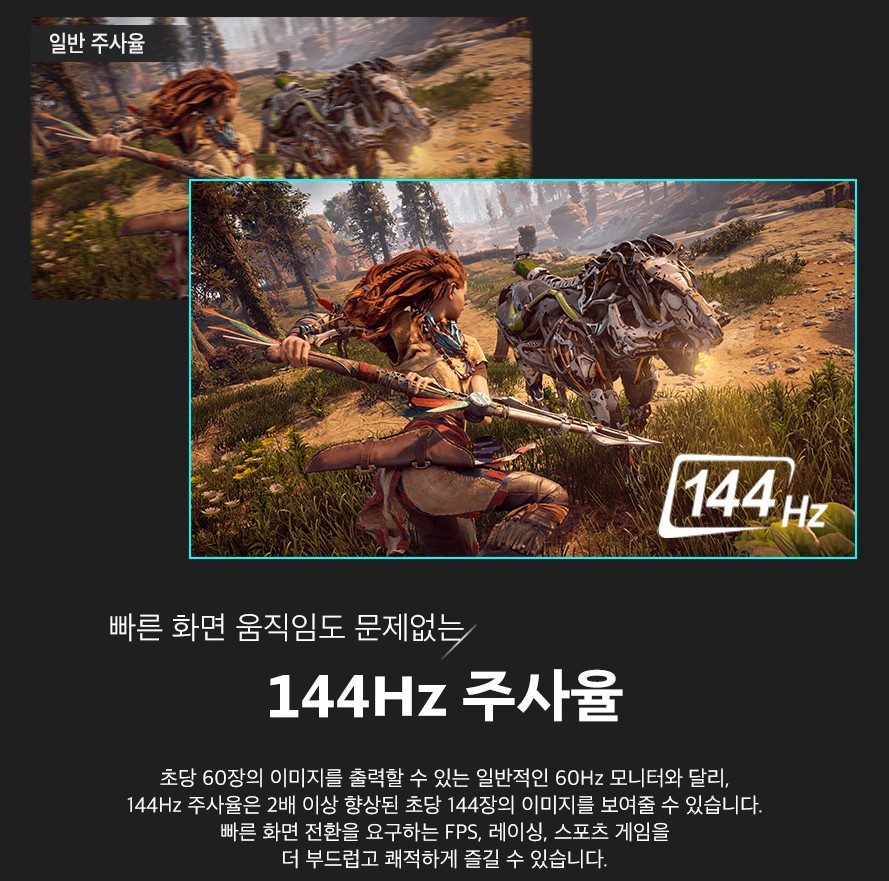 일반 주사율
144Hz
빠른 화면 움직임도 문제없는
144Hz 주사율
초당 60장의 이미지를 출력할 수 있는 일반적인 60Hz 모니터와 달리,
144Hz 주사율은 2배 이상 향상된 초당 144장의 이미지를 보여줄 수 있습니다.
빠른 화면 전환을 요구하는 FPS, 레이싱, 스포츠 게임을
더 부드럽고 쾌적하게 즐길 수 있습니다.